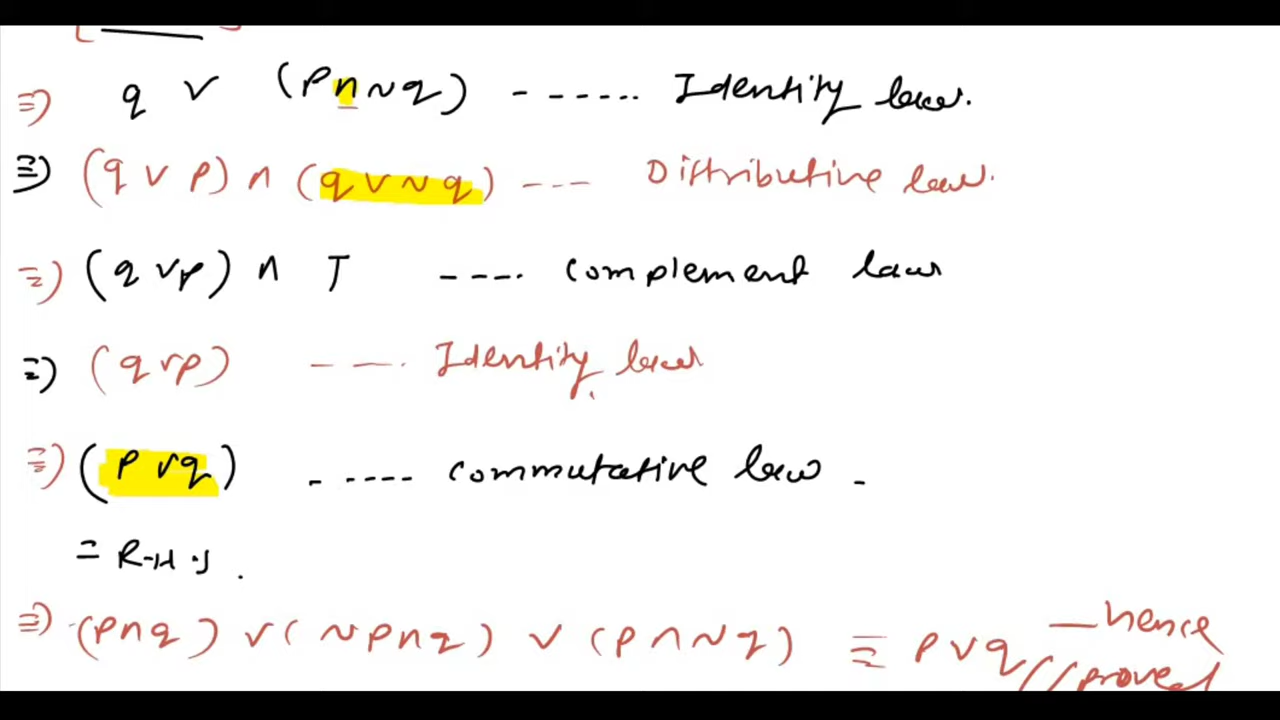 ≡) q ∨ (P ∩ ~q) ------.. Identity law.
≡) (q ∨ p) ∩ (q ∨ ~q) --- Distributive law.
≡) (q ∨ p) ∩ T ----. complement law
≡) (q ∨ p) ---. Identity law
≡) (P ∨ q) ..---- commutative law -
= R-H.S.
≡) (p ∩ q) ∨ (~p ∩ q) ∨ (p ∩ ~q) ≡ p ∨ q // —hence
proved